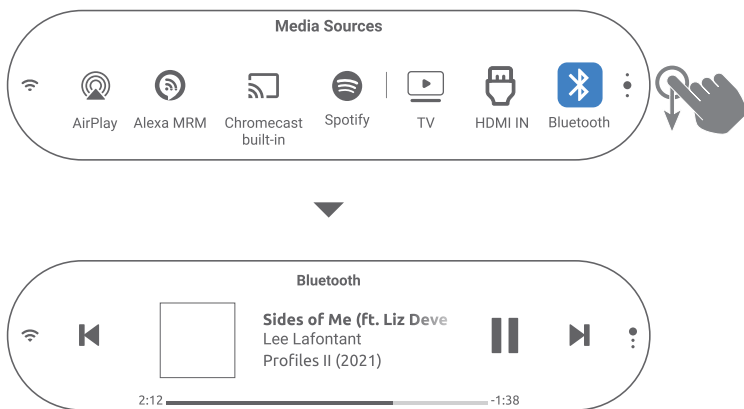 Media Sources
AirPlay
Alexa MRM
Chromecast
built-in
Spotify
TV
HDMI IN
Bluetooth
Bluetooth
Sides of Me (ft. Liz Deve
Lee Lafontant
Profiles II (2021)
2:12
-1:38